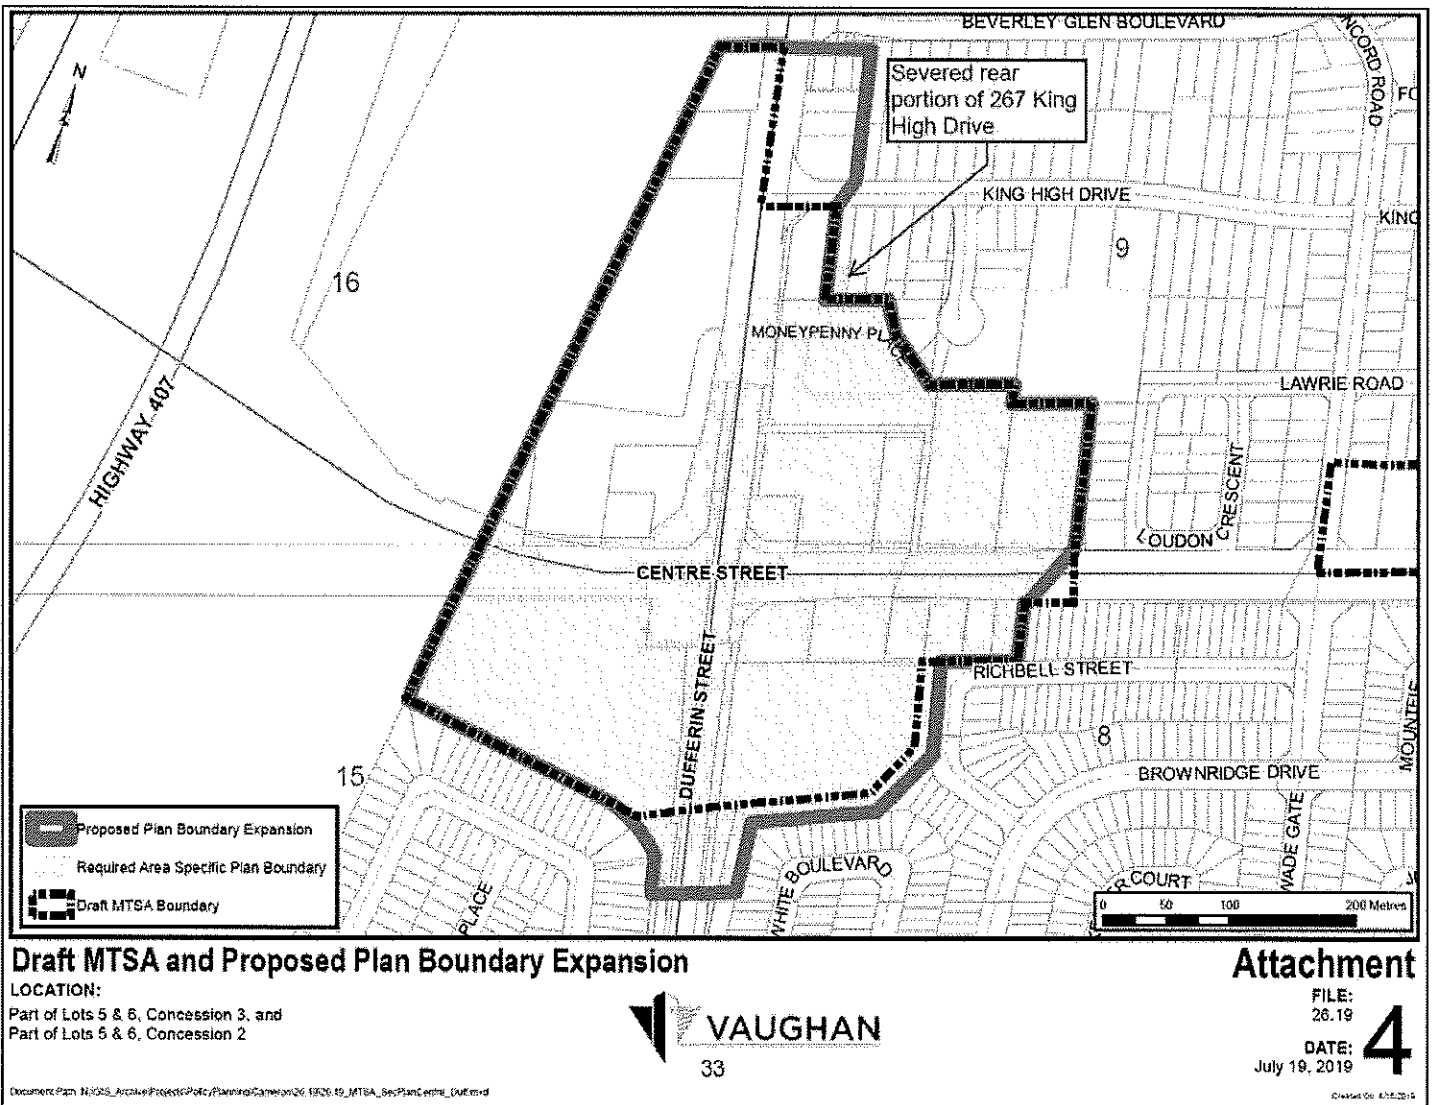 BEVERLEY GLEN BOULEVARD
NCORD ROAD
FO
N
Severed rear
portion of 267 King
High Drive
KING HIGH DRIVE
KING
9
16
MONEYPENNY PLACE
LAWRIE ROAD
HIGHWAY 407
LOUDON CRESCENT
CENTRE STREET
DUFFERIN STREET
RICHBELL STREET
8
15
BROWNRIDGE DRIVE
WHITE BOULEVARD
WADE GATE
COURT
PLACE
Proposed Plan Boundary Expansion
Required Area Specific Plan Boundary
Draft MTSA Boundary
0 50 100 200 Metres
Draft MTSA and Proposed Plan Boundary Expansion
LOCATION:
Part of Lots 5 & 6, Concession 3, and
Part of Lots 5 & 6, Concession 2
VAUGHAN
33
Attachment
FILE:
26.19
4
DATE:
July 19, 2019